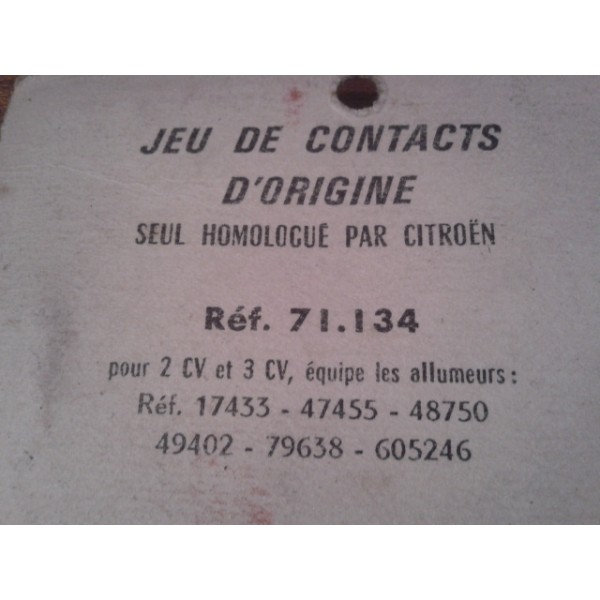 JEU DE CONTACTS
D'ORIGINE
SEUL HOMOLOGUÉ PAR CITROËN
Réf. 71.134
pour 2 CV et 3 CV, équipe les allumeurs :
Réf. 17433 - 47455 - 48750
49402 - 79638 - 605246